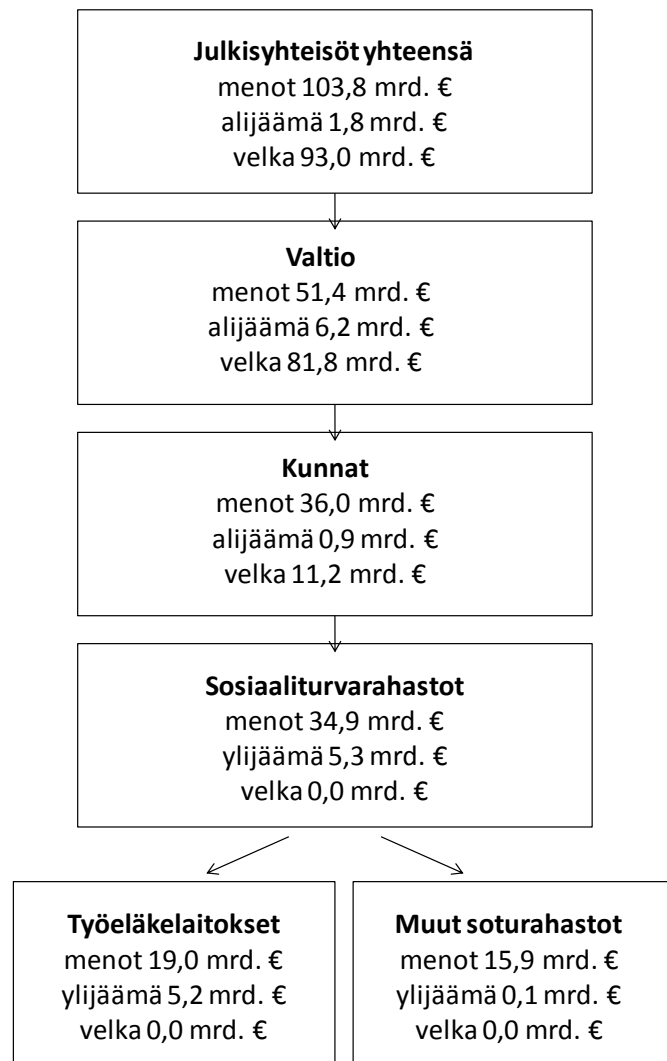 Julkisyhteisöt yhteensä
menot 103,8 mrd. €
alijäämä 1,8 mrd. €
velka 93,0 mrd. €
Valtio
menot 51,4 mrd. €
alijäämä 6,2 mrd. €
velka 81,8 mrd. €
Kunnat
menot 36,0 mrd. €
alijäämä 0,9 mrd. €
velka 11,2 mrd. €
Sosiaaliturvarahastot
menot 34,9 mrd. €
ylijäämä 5,3 mrd. €
velka 0,0 mrd. €
Työeläkelaitokset
menot 19,0 mrd. €
ylijäämä 5,2 mrd. €
velka 0,0 mrd. €
Muut soturahastot
menot 15,9 mrd. €
ylijäämä 0,1 mrd. €
velka 0,0 mrd. €